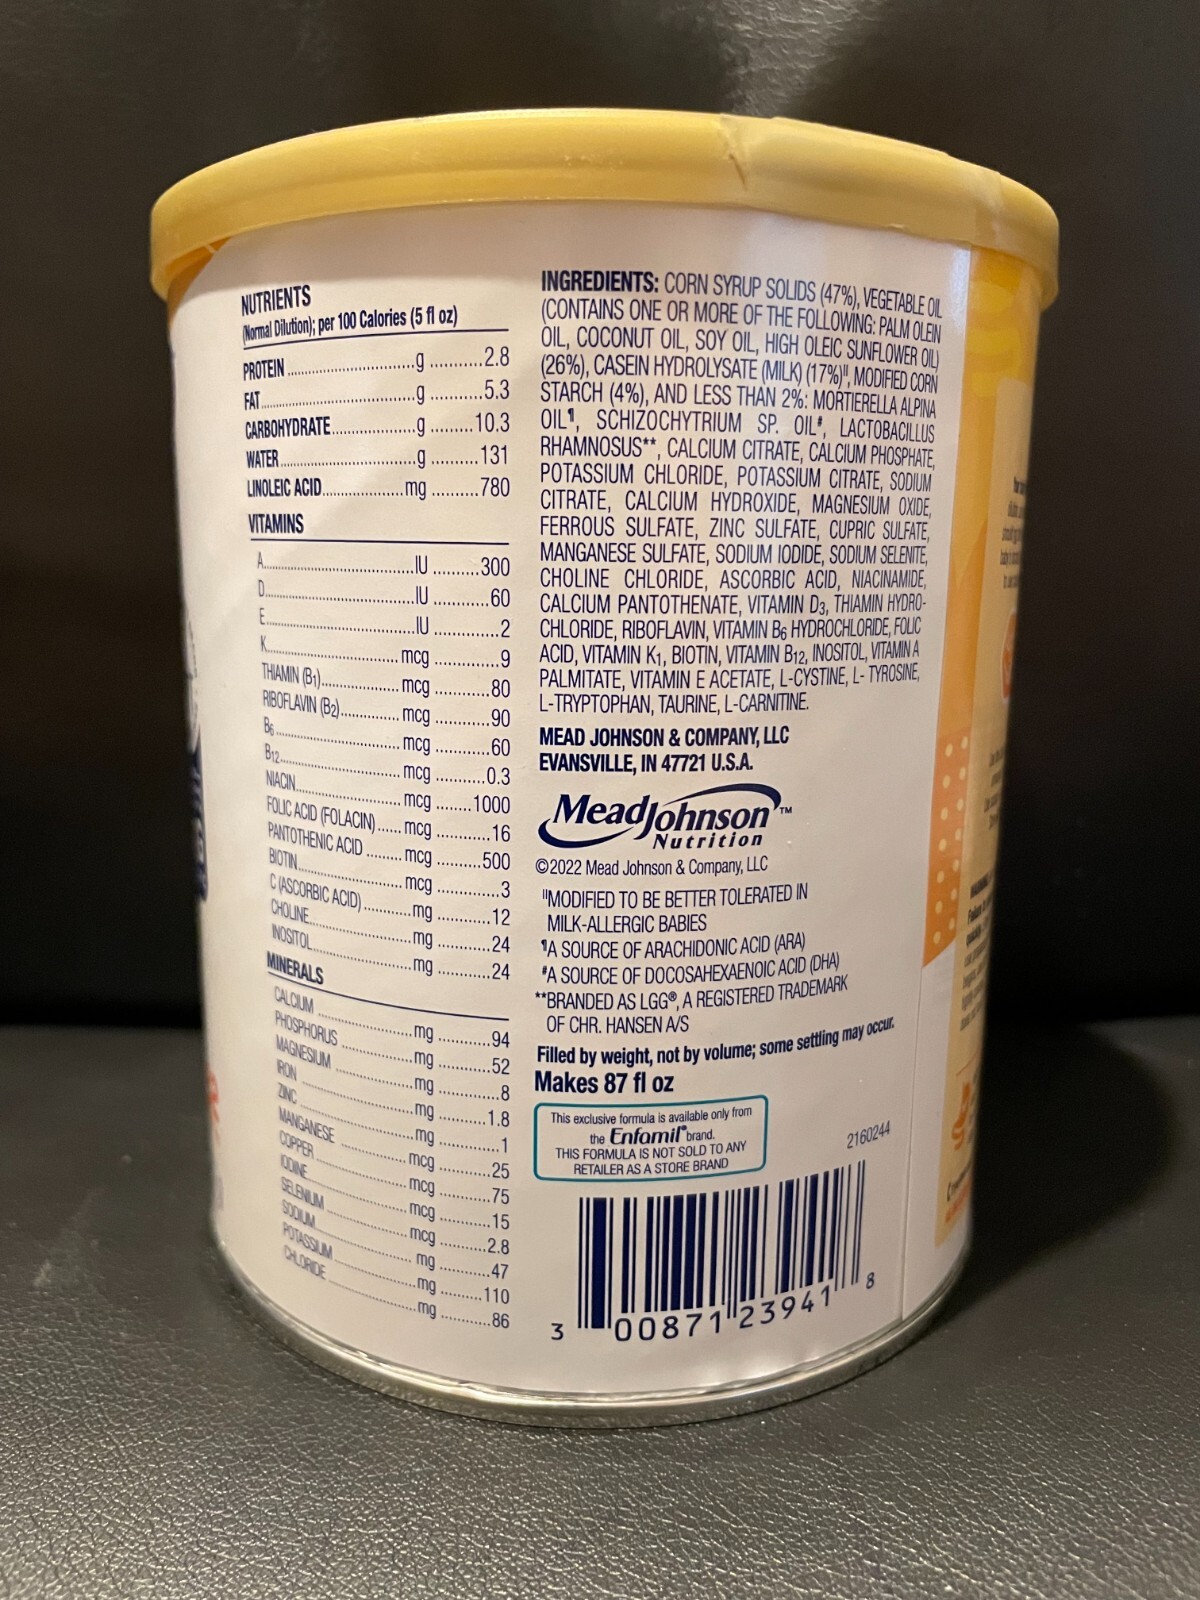 NUTRIENTS
(Normal Dilution); per 100 Calories (5 fl oz)
PROTEIN ........ g ........ 2.8
FAT ........ g ........ 5.3
CARBOHYDRATE ........ g ........ 10.3
WATER ........ g ........ 131
LINOLEIC ACID ........ mg ........ 780
VITAMINS
A ........ IU ........ 300
D ........ IU ........ 60
E ........ IU ........ 2
K ........ mcg ........ 9
THIAMIN (B1) ........ mcg ........ 80
RIBOFLAVIN (B2) ........ mcg ........ 90
B6 ........ mcg ........ 60
B12 ........ mcg ........ 0.3
NIACIN ........ mcg ........ 1000
FOLIC ACID (FOLACIN) ........ mcg ........ 16
PANTOTHENIC ACID ........ mcg ........ 500
BIOTIN ........ mcg ........ 3
C (ASCORBIC ACID) ........ mg ........ 12
CHOLINE ........ mg ........ 24
INOSITOL ........ mg ........ 24
MINERALS
CALCIUM ........ mg ........ 94
PHOSPHORUS ........ mg ........ 52
MAGNESIUM ........ mg ........ 8
IRON ........ mg ........ 1.8
ZINC ........ mg ........ 1
MANGANESE ........ mcg ........ 25
COPPER ........ mcg ........ 75
IODINE ........ mcg ........ 15
SELENIUM ........ mcg ........ 2.8
SODIUM ........ mg ........ 47
POTASSIUM ........ mg ........ 110
CHLORIDE ........ mg ........ 86
INGREDIENTS: CORN SYRUP SOLIDS (47%), VEGETABLE OIL
(CONTAINS ONE OR MORE OF THE FOLLOWING: PALM OLEIN
OIL, COCONUT OIL, SOY OIL, HIGH OLEIC SUNFLOWER OIL)
(26%), CASEIN HYDROLYSATE (MILK) (17%)", MODIFIED CORN
STARCH (4%), AND LESS THAN 2%: MORTIERELLA ALPINA
OIL¶, SCHIZOCHYTRIUM SP. OIL#, LACTOBACILLUS
RHAMNOSUS**, CALCIUM CITRATE, CALCIUM PHOSPHATE,
POTASSIUM CHLORIDE, POTASSIUM CITRATE, SODIUM
CITRATE, CALCIUM HYDROXIDE, MAGNESIUM OXIDE,
FERROUS SULFATE, ZINC SULFATE, CUPRIC SULFATE,
MANGANESE SULFATE, SODIUM IODIDE, SODIUM SELENITE,
CHOLINE CHLORIDE, ASCORBIC ACID, NIACINAMIDE,
CALCIUM PANTOTHENATE, VITAMIN D3, THIAMIN HYDRO-
CHLORIDE, RIBOFLAVIN, VITAMIN B6 HYDROCHLORIDE, FOLIC
ACID, VITAMIN K1, BIOTIN, VITAMIN B12, INOSITOL, VITAMIN A
PALMITATE, VITAMIN E ACETATE, L-CYSTINE, L- TYROSINE,
L-TRYPTOPHAN, TAURINE, L-CARNITINE.
MEAD JOHNSON & COMPANY, LLC
EVANSVILLE, IN 47721 U.S.A.
MeadJohnson™
Nutrition
©2022 Mead Johnson & Company, LLC
"MODIFIED TO BE BETTER TOLERATED IN
MILK-ALLERGIC BABIES
¶A SOURCE OF ARACHIDONIC ACID (ARA)
#A SOURCE OF DOCOSAHEXAENOIC ACID (DHA)
**BRANDED AS LGG®, A REGISTERED TRADEMARK
OF CHR. HANSEN A/S
Filled by weight, not by volume; some settling may occur.
Makes 87 fl oz
This exclusive formula is available only from
the Enfamil® brand.
THIS FORMULA IS NOT SOLD TO ANY
RETAILER AS A STORE BRAND
2160244
3 00871 23941 8